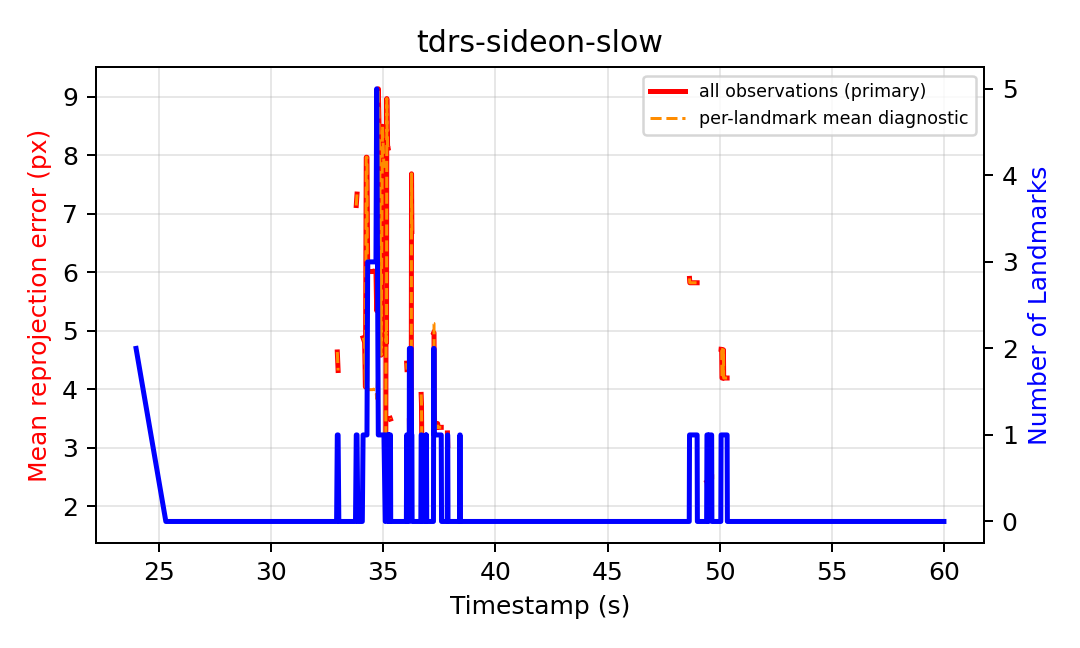 tdrs-sideon-slow
all observations (primary)
per-landmark mean diagnostic
Mean reprojection error (px)
9
8
7
6
5
4
3
2
5
4
3
2
1
0
Number of Landmarks
25 30 35 40 45 50 55 60
Timestamp (s)